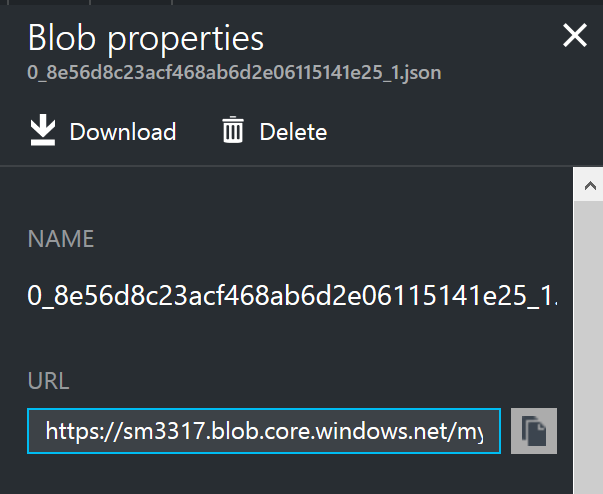 Blob properties
0_8e56d8c23acf468ab6d2e06115141e25_1.json
Download Delete
NAME
0_8e56d8c23acf468ab6d2e06115141e25_1.
URL
https://sm3317.blob.core.windows.net/my